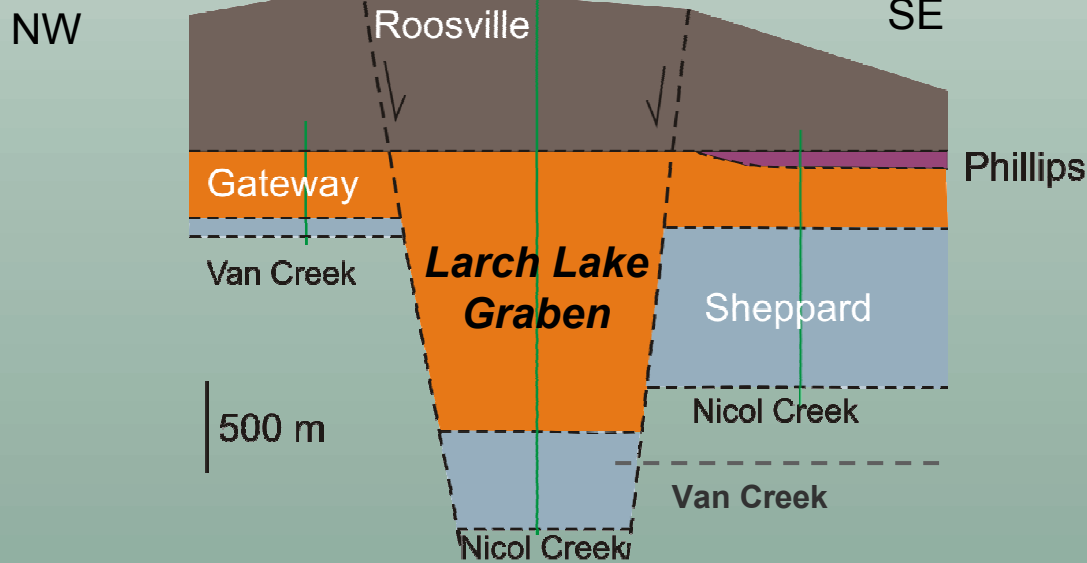 NW
SE
Roosville
Phillips
Gateway
Van Creek
Larch Lake
Graben
Sheppard
500 m
Nicol Creek
Van Creek
Nicol Creek